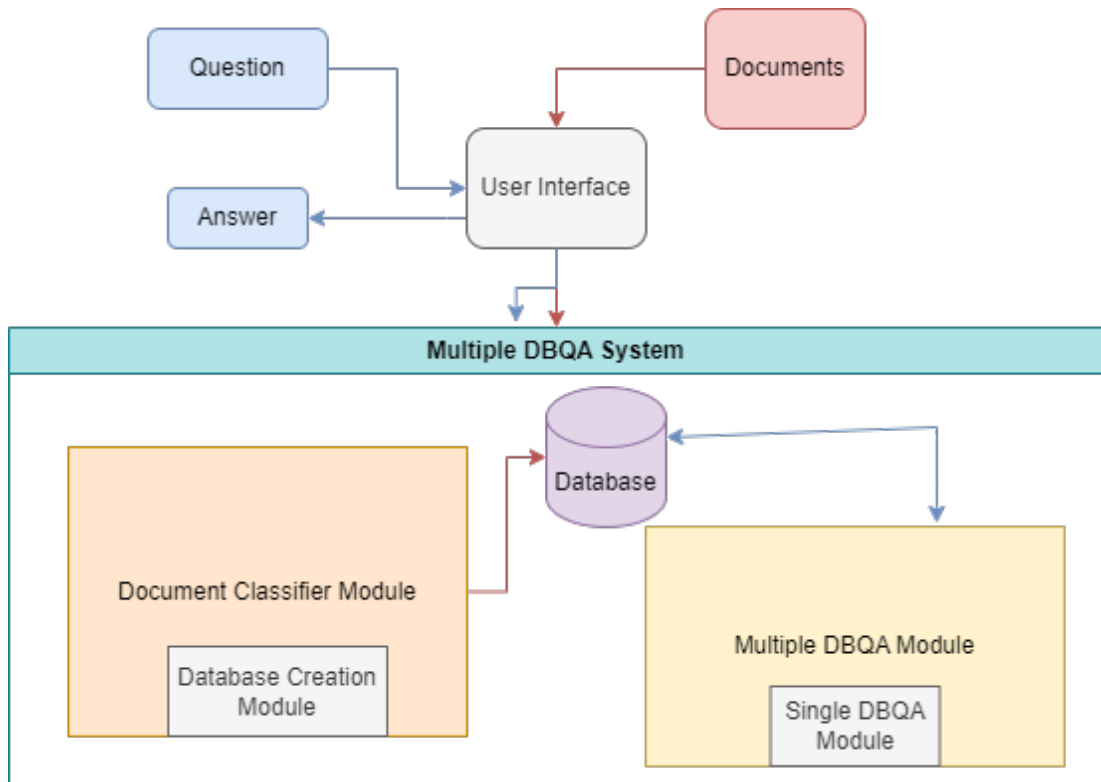 Question
Documents
User Interface
Answer
Multiple DBQA System
Database
Document Classifier Module
Database Creation
Module
Multiple DBQA Module
Single DBQA
Module